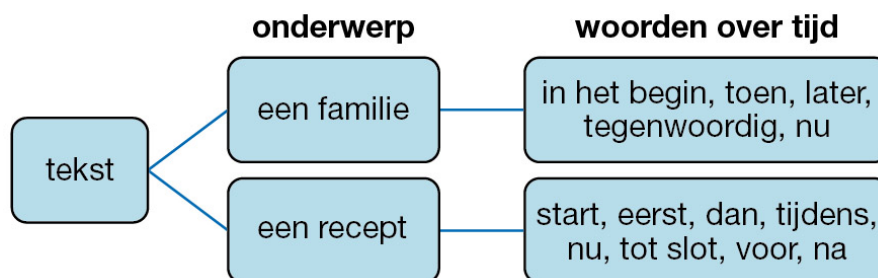 onderwerp
woorden over tijd
tekst
een familie
in het begin, toen, later,
tegenwoordig, nu
een recept
start, eerst, dan, tijdens,
nu, tot slot, voor, na